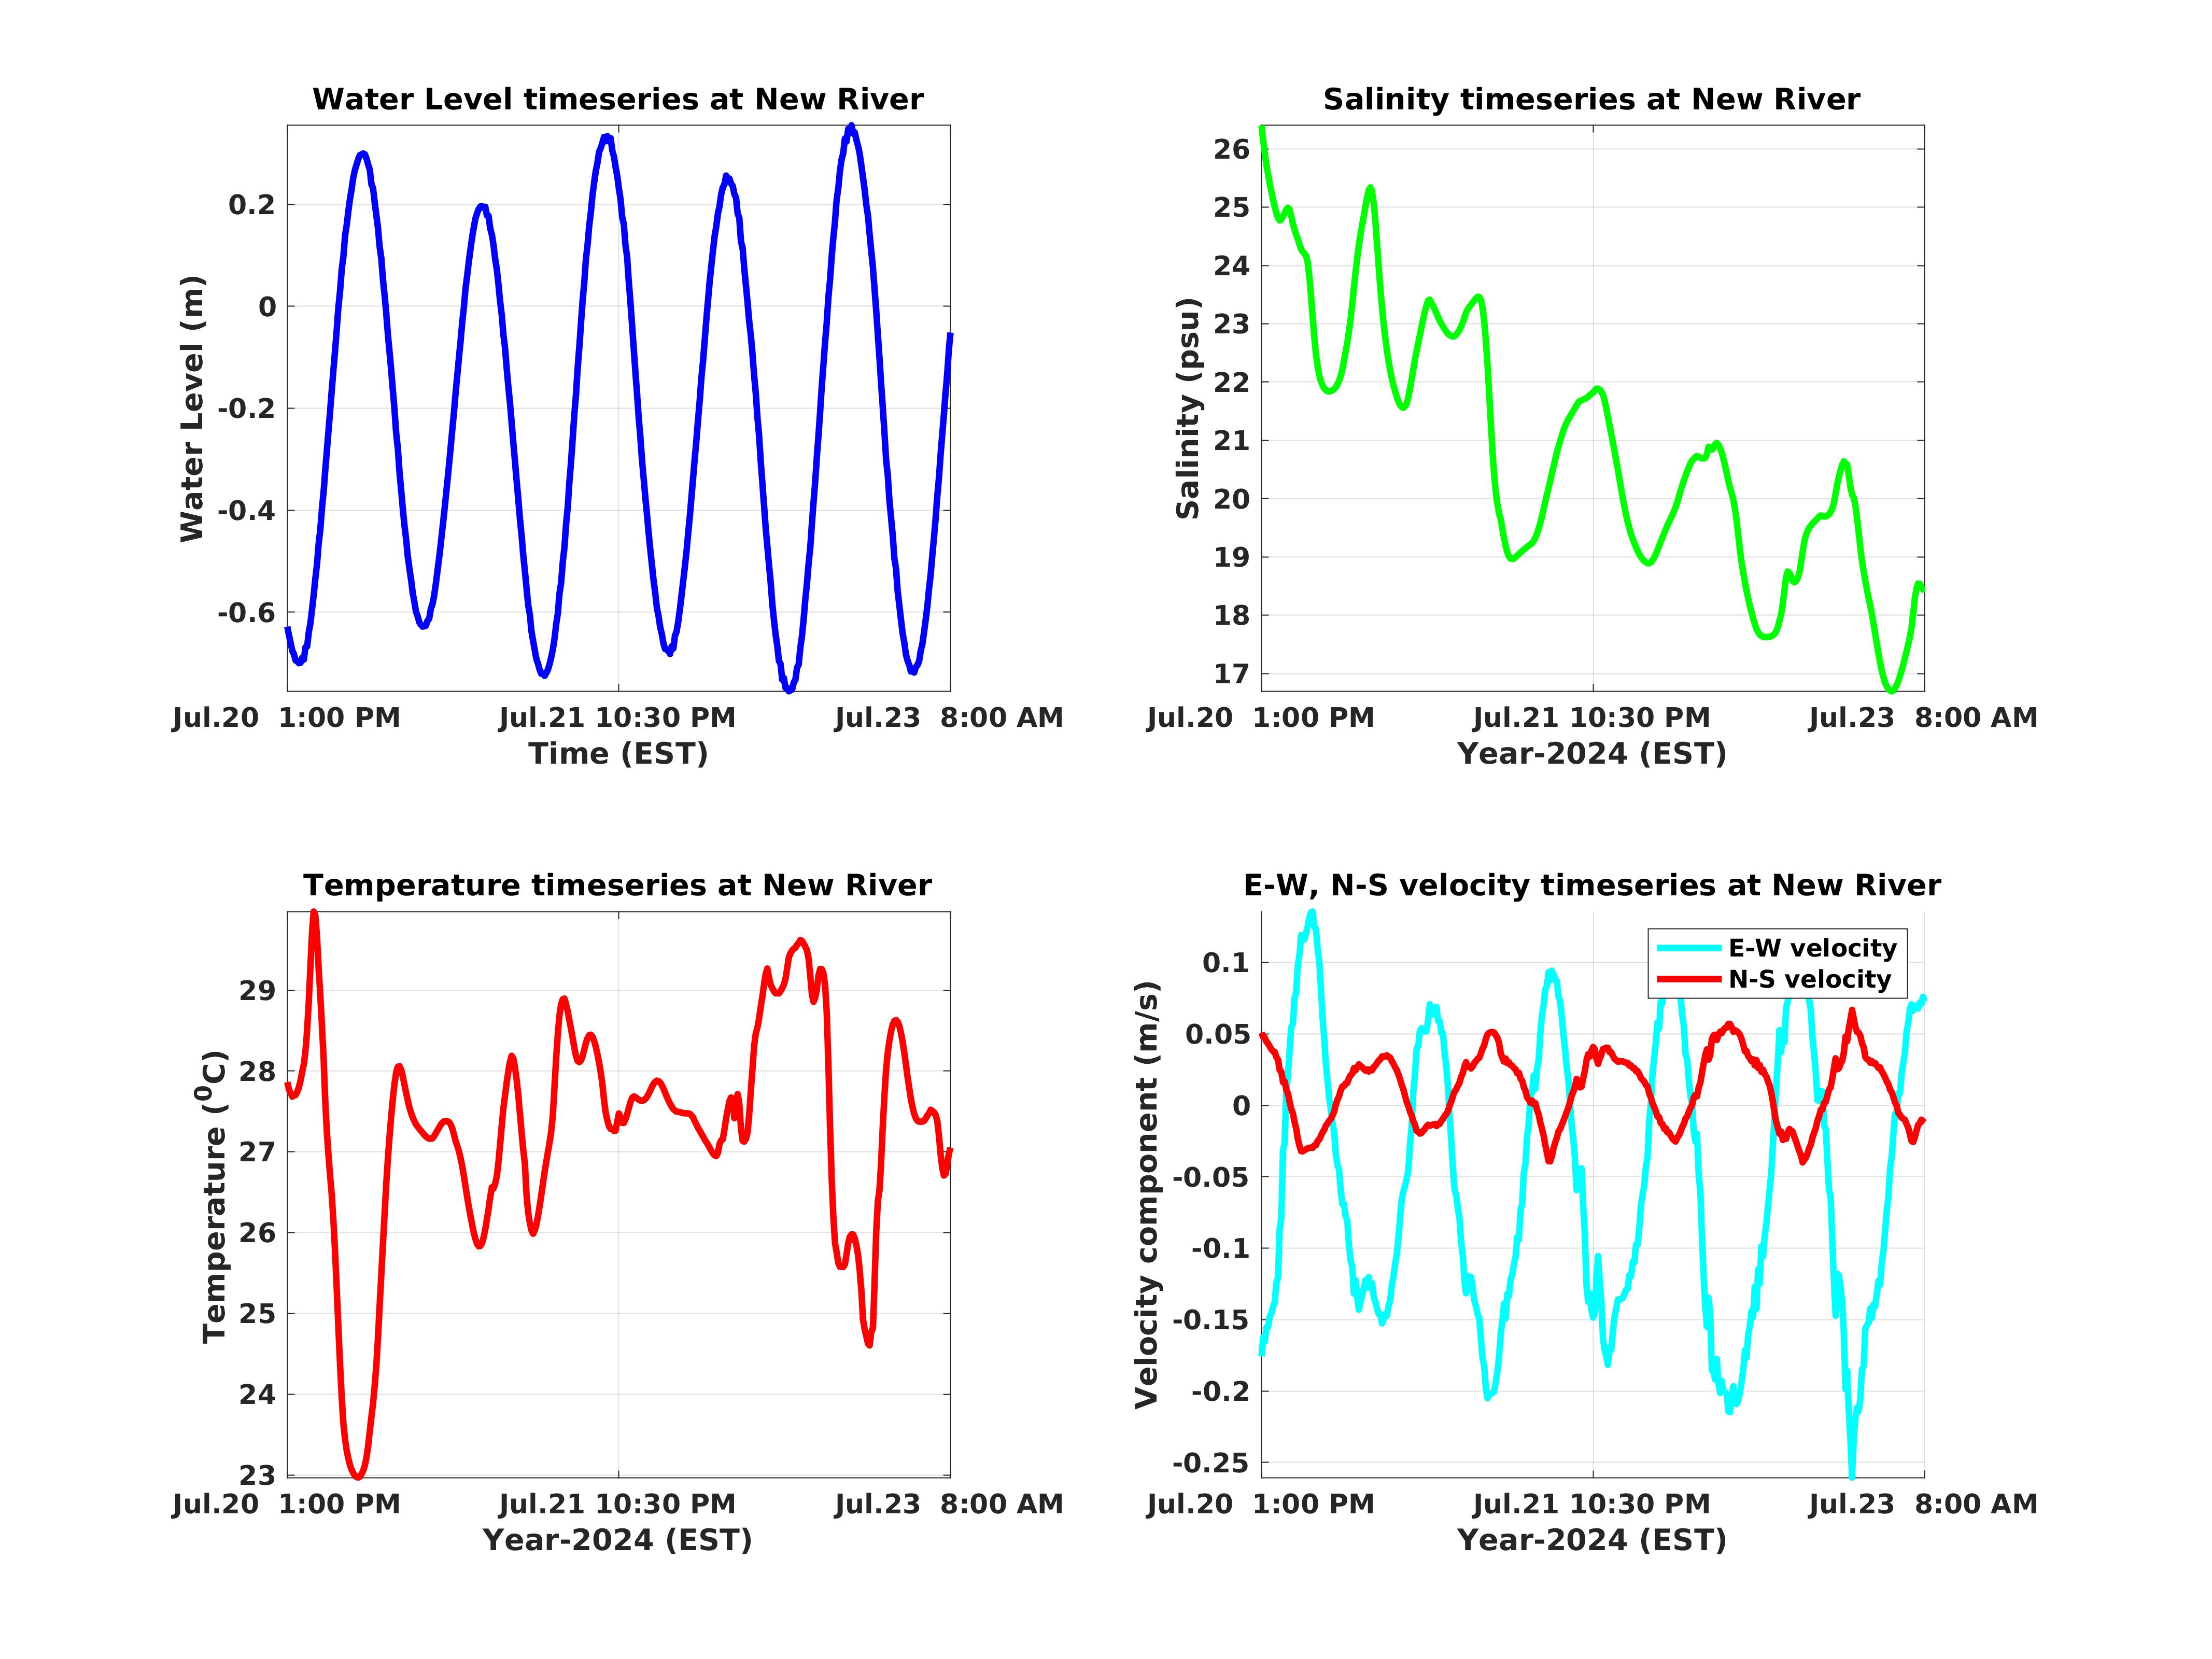 Water Level timeseries at New River
Water Level (m)
0.2
0
-0.2
-0.4
-0.6
Jul.20  1:00 PM
Jul.21 10:30 PM
Jul.23  8:00 AM
Time (EST)
Salinity timeseries at New River
Salinity (psu)
26
25
24
23
22
21
20
19
18
17
Jul.20  1:00 PM
Jul.21 10:30 PM
Jul.23  8:00 AM
Year-2024 (EST)
Temperature timeseries at New River
Temperature (⁰C)
29
28
27
26
25
24
23
Jul.20  1:00 PM
Jul.21 10:30 PM
Jul.23  8:00 AM
Year-2024 (EST)
E-W, N-S velocity timeseries at New River
E-W velocity
N-S velocity
Velocity component (m/s)
0.1
0.05
0
-0.05
-0.1
-0.15
-0.2
-0.25
Jul.20  1:00 PM
Jul.21 10:30 PM
Jul.23  8:00 AM
Year-2024 (EST)